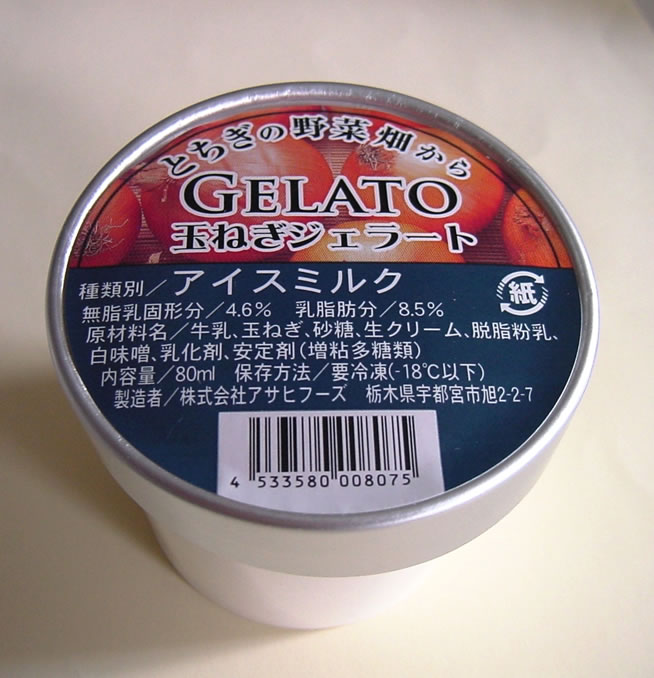 とちぎの野菜畑から
GELATO
玉ねぎジェラート
種類別／アイスミルク
紙
無脂乳固形分／4.6% 乳脂肪分／8.5%
原材料名／牛乳、玉ねぎ、砂糖、生クリーム、脱脂粉乳、
白味噌、乳化剤、安定剤（増粘多糖類）
内容量／80ml 保存方法／要冷凍(-18℃以下)
製造者／株式会社アサヒフーズ 栃木県宇都宮市旭2-2-7
4 533580 008075